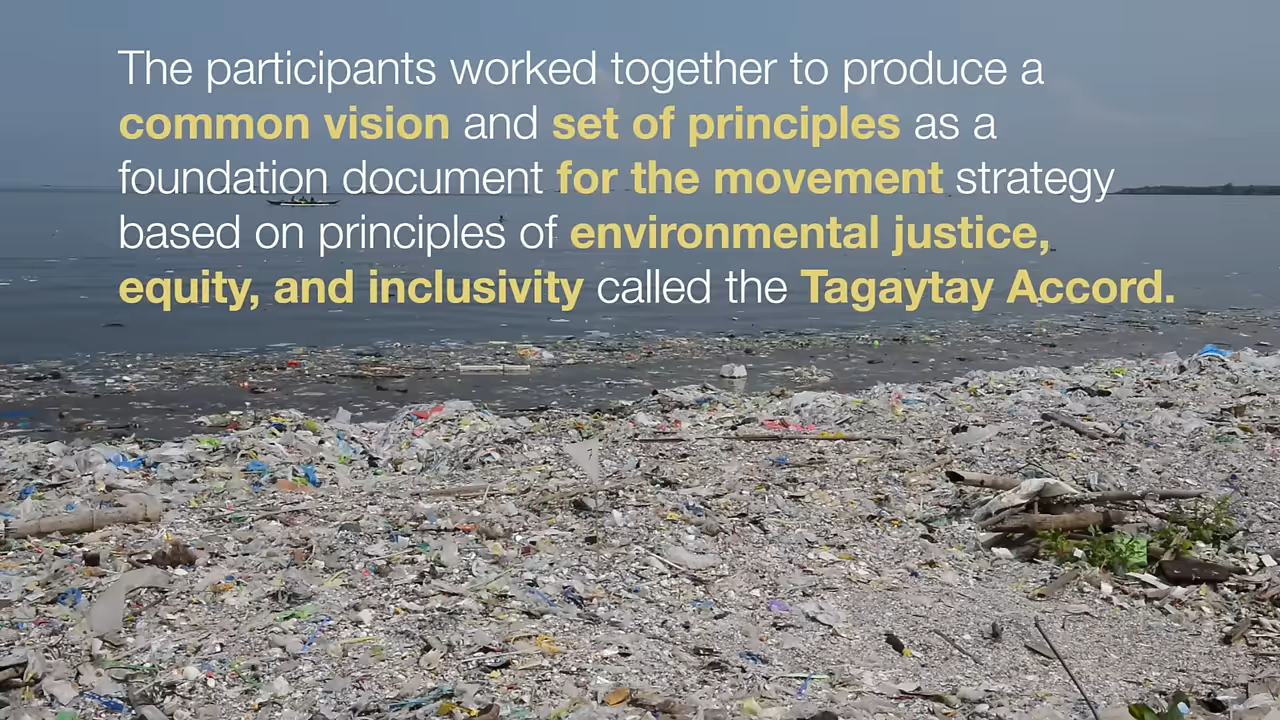 The participants worked together to produce a
common vision and set of principles as a
foundation document for the movement strategy
based on principles of environmental justice,
equity, and inclusivity called the Tagaytay Accord.